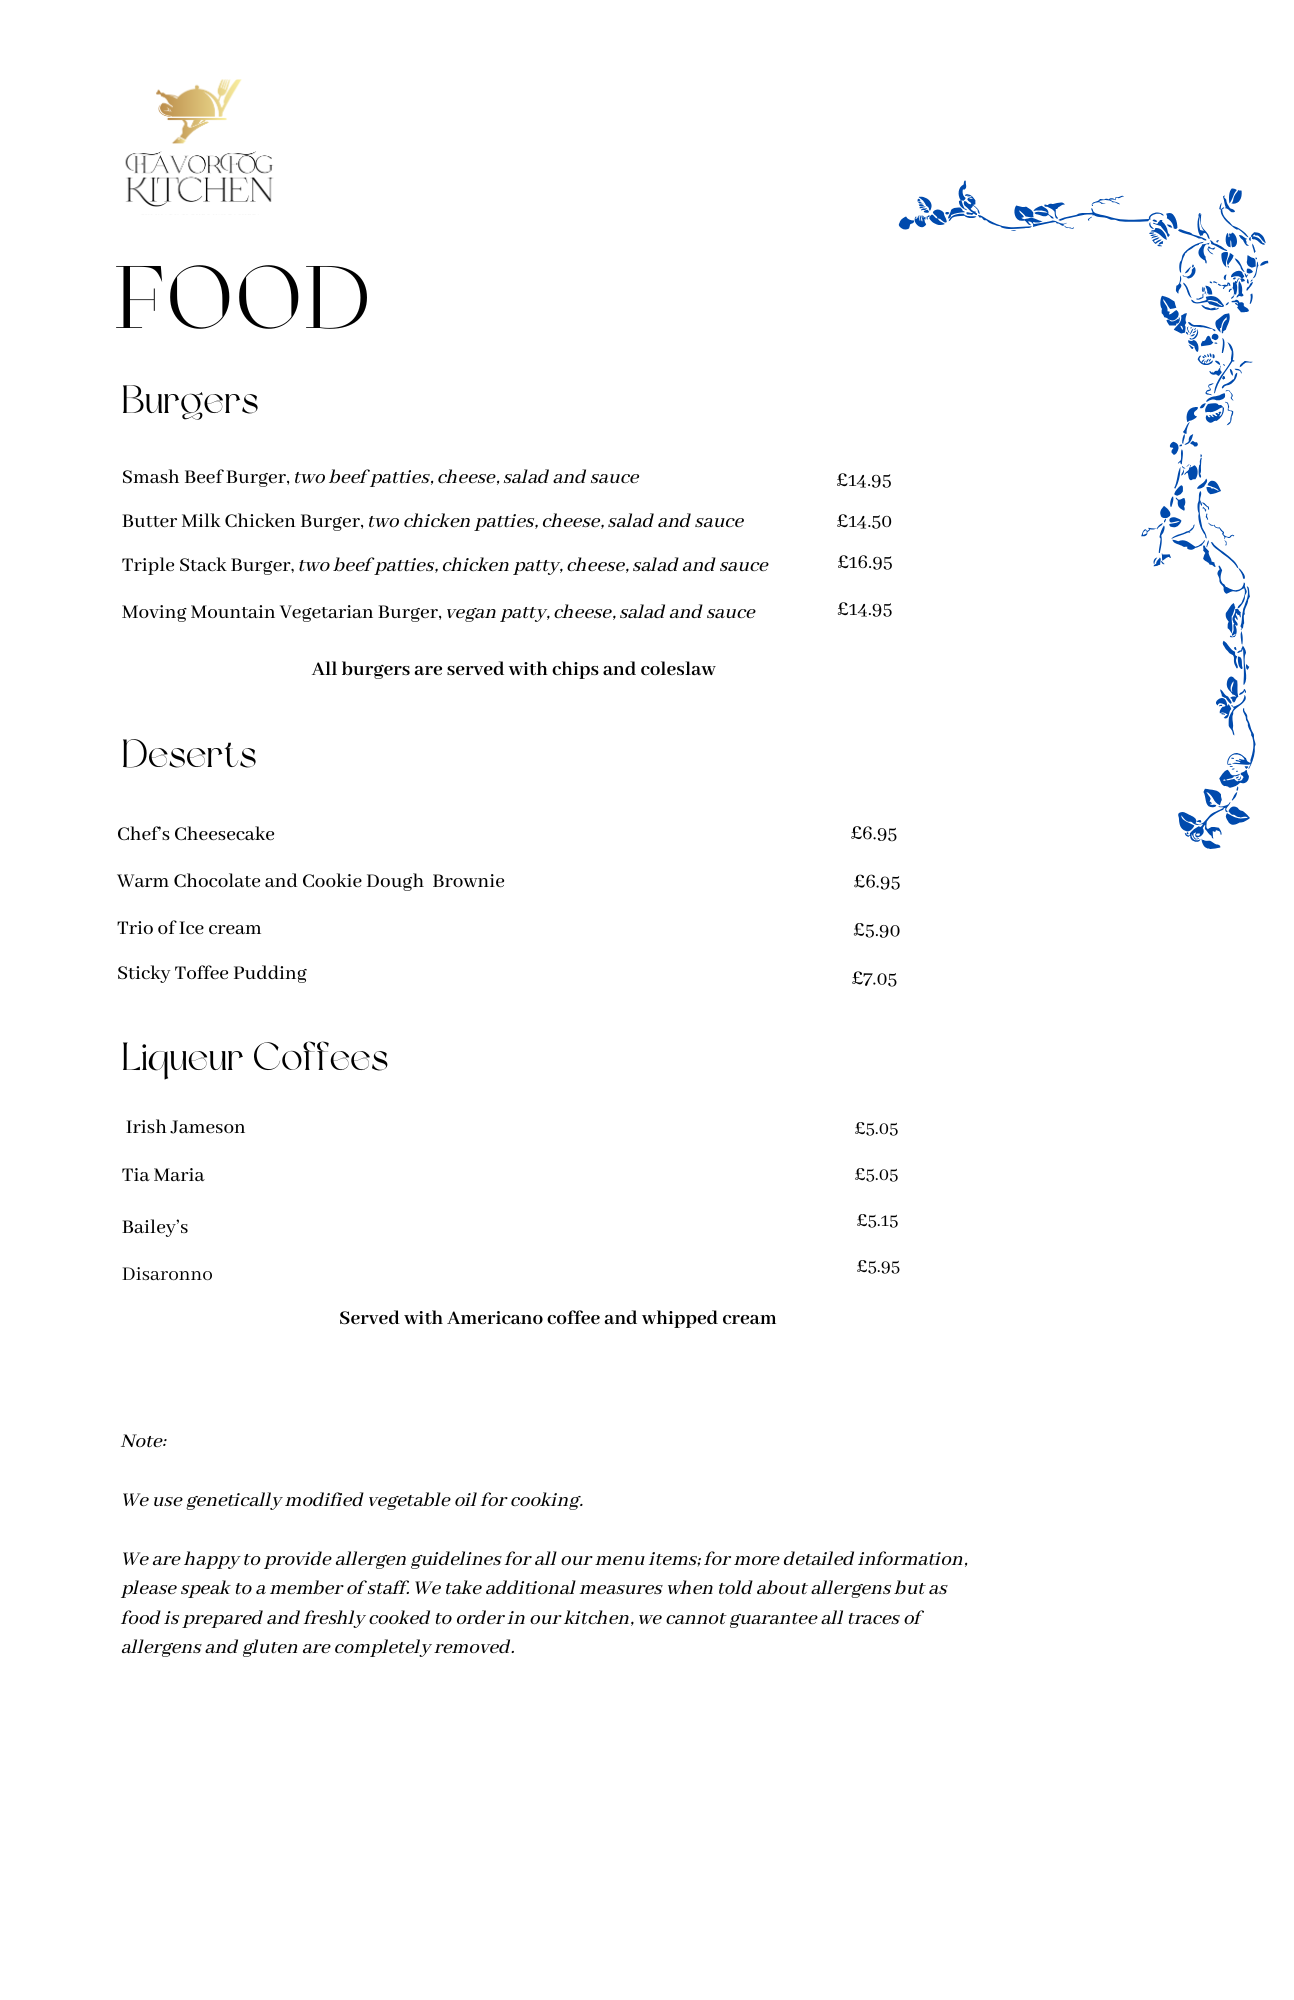 FLAVORFOG
KITCHEN
FOOD
Burgers
Smash Beef Burger, two beef patties, cheese, salad and sauce £14.95
Butter Milk Chicken Burger, two chicken patties, cheese, salad and sauce £14.50
Triple Stack Burger, two beef patties, chicken patty, cheese, salad and sauce £16.95
Moving Mountain Vegetarian Burger, vegan patty, cheese, salad and sauce £14.95
All burgers are served with chips and coleslaw
Deserts
Chef's Cheesecake £6.95
Warm Chocolate and Cookie Dough Brownie £6.95
Trio of Ice cream £5.90
Sticky Toffee Pudding £7.05
Liqueur Coffees
Irish Jameson £5.05
Tia Maria £5.05
Bailey's £5.15
Disaronno £5.95
Served with Americano coffee and whipped cream
Note:
We use genetically modified vegetable oil for cooking.
We are happy to provide allergen guidelines for all our menu items; for more detailed information,
please speak to a member of staff. We take additional measures when told about allergens but as
food is prepared and freshly cooked to order in our kitchen, we cannot guarantee all traces of
allergens and gluten are completely removed.